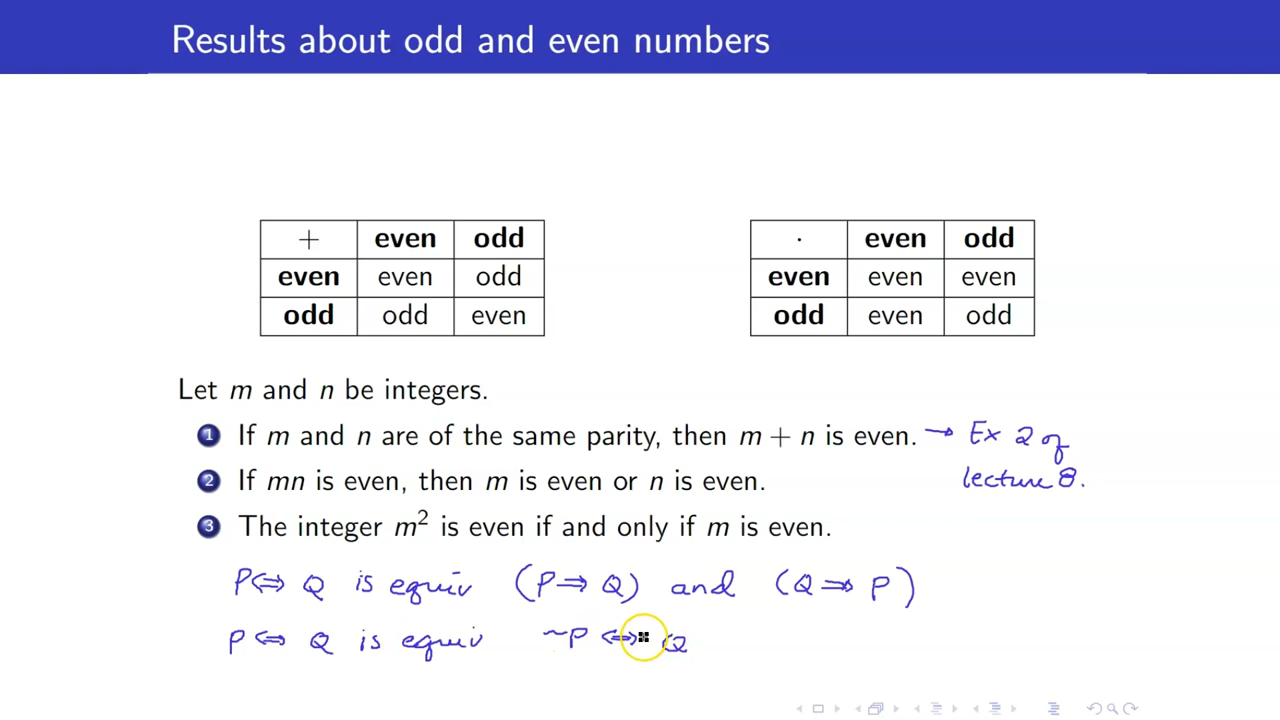 Results about odd and even numbers
+ even odd
even even odd
odd odd even
· even odd
even even even
odd even odd
Let m and n be integers.
1 If m and n are of the same parity, then m + n is even. → Ex 2 of
lecture 8.
2 If mn is even, then m is even or n is even.
3 The integer m² is even if and only if m is even.
P⇔ Q is equiv (P⇒ Q) and (Q⇒ P)
P⇔ Q is equiv ~P ⇔ Q